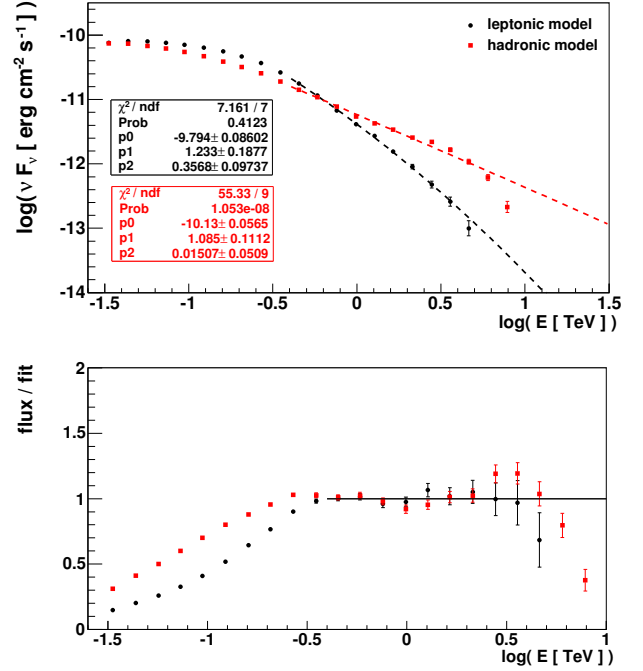 log(ν Fν [ erg cm-2 s-1 ])
leptonic model
hadronic model
-10
-11
-12
-13
-14
χ2 / ndf 7.161 / 7
Prob 0.4123
p0 -9.794± 0.08602
p1 1.233± 0.1877
p2 0.3568± 0.09737
χ2 / ndf 55.33 / 9
Prob 1.053e-08
p0 -10.13± 0.0565
p1 1.085± 0.1112
p2 0.01507± 0.0509
-1.5 -1 -0.5 0 0.5 1 1.5
log( E [ TeV ] )
flux / fit
2
1.5
1
0.5
0
-1.5 -1 -0.5 0 0.5 1
log( E [ TeV ] )